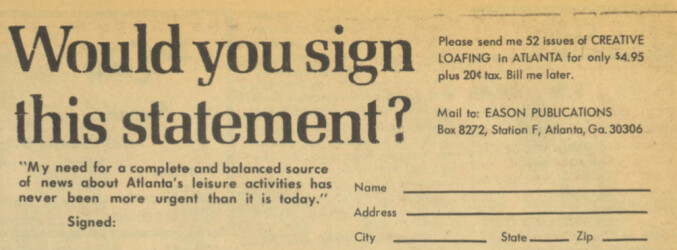 Would you sign
this statement?
"My need for a complete and balanced source
of news about Atlanta's leisure activities has
never been more urgent than it is today."
Signed:
Please send me 52 issues of CREATIVE
LOAFING in ATLANTA for only $4.95
plus 20¢ tax. Bill me later.
Mail to: EASON PUBLICATIONS
Box 8272, Station F, Atlanta, Ga. 30306
Name
Address
City State Zip